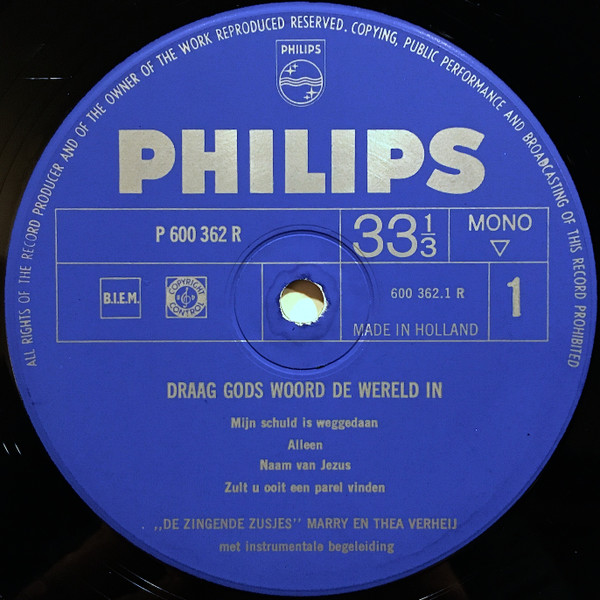 ALL RIGHTS OF THE RECORD PRODUCER AND OF THE OWNER OF THE WORK REPRODUCED RESERVED. COPYING, PUBLIC PERFORMANCE AND BROADCASTING OF THIS RECORD PROHIBITED
PHILIPS
PHILIPS
P 600 362 R
33 1/3
MONO
B.I.E.M.
COPYRIGHT CONTROL
600 362.1 R
1
MADE IN HOLLAND
DRAAG GODS WOORD DE WERELD IN
Mijn schuld is weggedaan
Alleen
Naam van Jezus
Zult u ooit een parel vinden
,,DE ZINGENDE ZUSJES'' MARRY EN THEA VERHEIJ
met instrumentale begeleiding